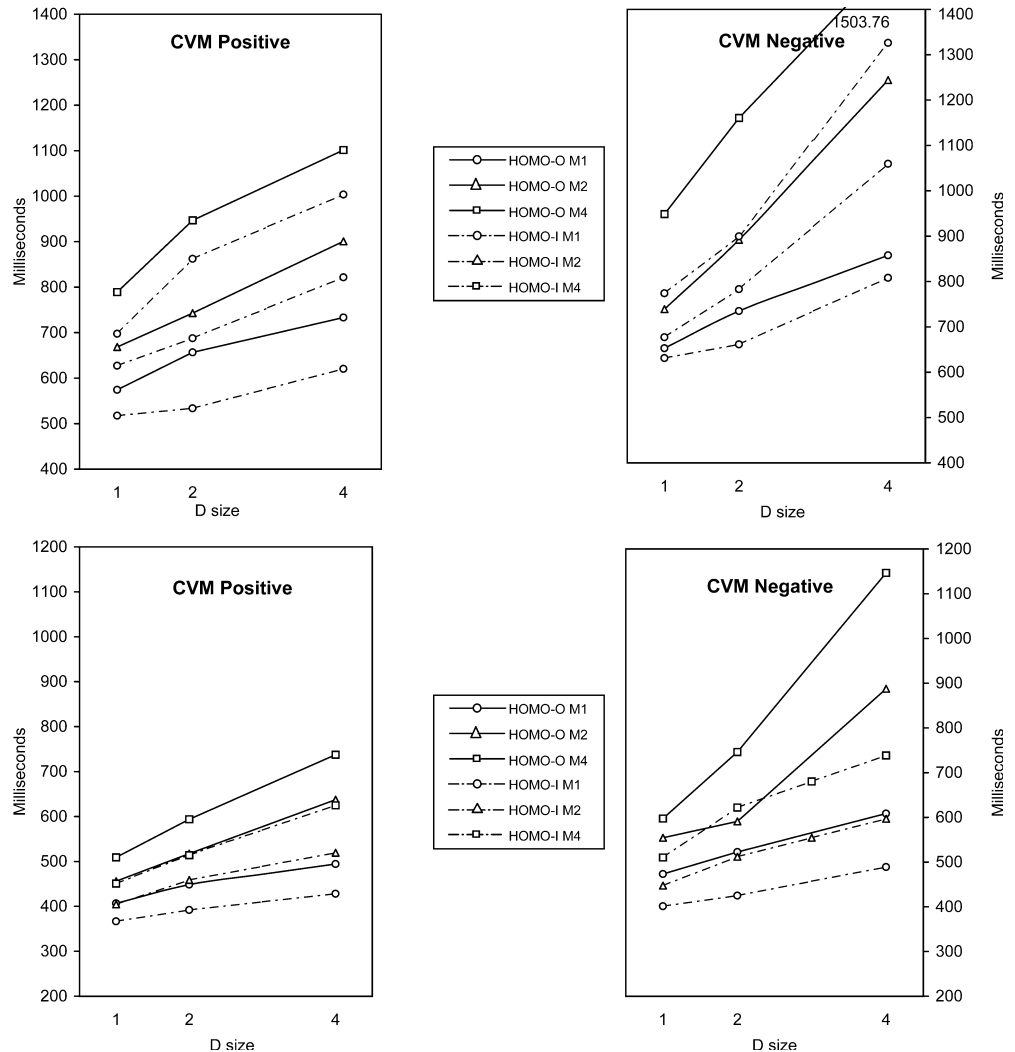 CVM Positive
1400
1300
1200
1100
1000
900
800
700
600
500
400
Milliseconds
1 2 4
D size
HOMO-O M1
HOMO-O M2
HOMO-O M4
HOMO-I M1
HOMO-I M2
HOMO-I M4
1503.76
CVM Negative
1400
1300
1200
1100
1000
900
800
700
600
500
400
Milliseconds
1 2 4
D size
CVM Positive
1200
1100
1000
900
800
700
600
500
400
300
200
Milliseconds
1 2 4
D size
HOMO-O M1
HOMO-O M2
HOMO-O M4
HOMO-I M1
HOMO-I M2
HOMO-I M4
CVM Negative
1200
1100
1000
900
800
700
600
500
400
300
200
Milliseconds
1 2 4
D size